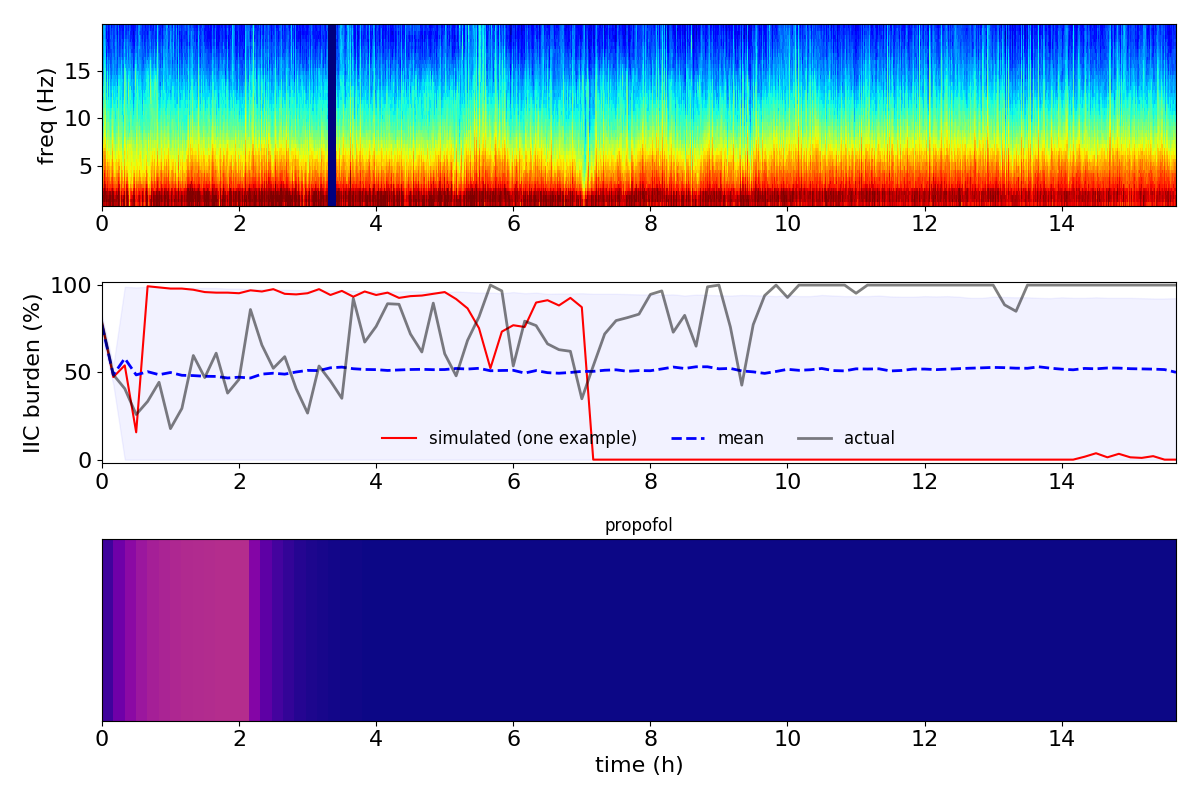 freq (Hz)
15
10
5
0 2 4 6 8 10 12 14
IIC burden (%)
100
50
0
simulated (one example) mean actual
0 2 4 6 8 10 12 14
propofol
0 2 4 6 8 10 12 14
time (h)